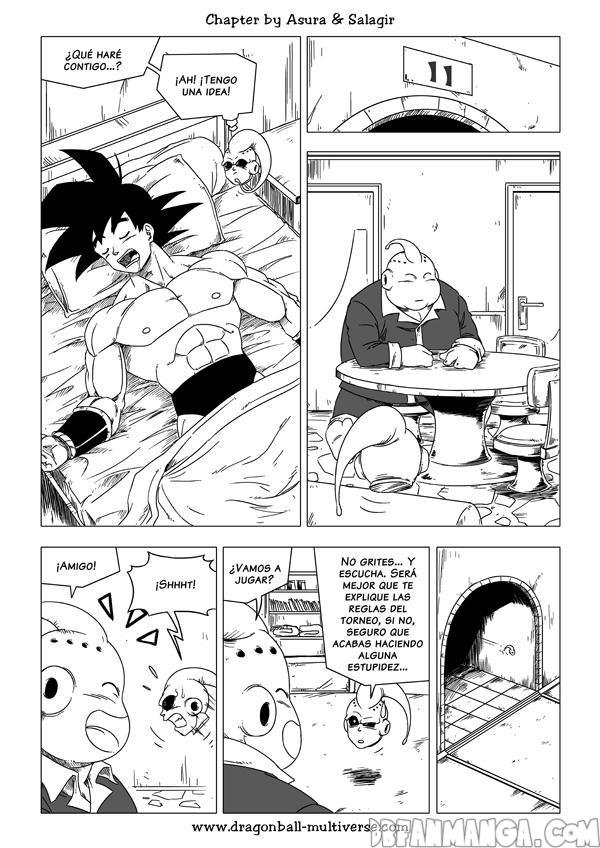 Chapter by Asura & Salagir
¿QUÉ HARÉ
CONTIGO...?
¡AH! ¡TENGO
UNA IDEA!
11
¡AMIGO!
¡SHHHT!
¿VAMOS A
JUGAR?
NO GRITES... Y
ESCUCHA. SERÁ
MEJOR QUE TE
EXPLIQUE LAS
REGLAS DEL
TORNEO, SI NO,
SEGURO QUE
ACABAS HACIENDO
ALGUNA
ESTUPIDEZ...
www.dragonball-multiverse.com
DBFANMANGA.COM